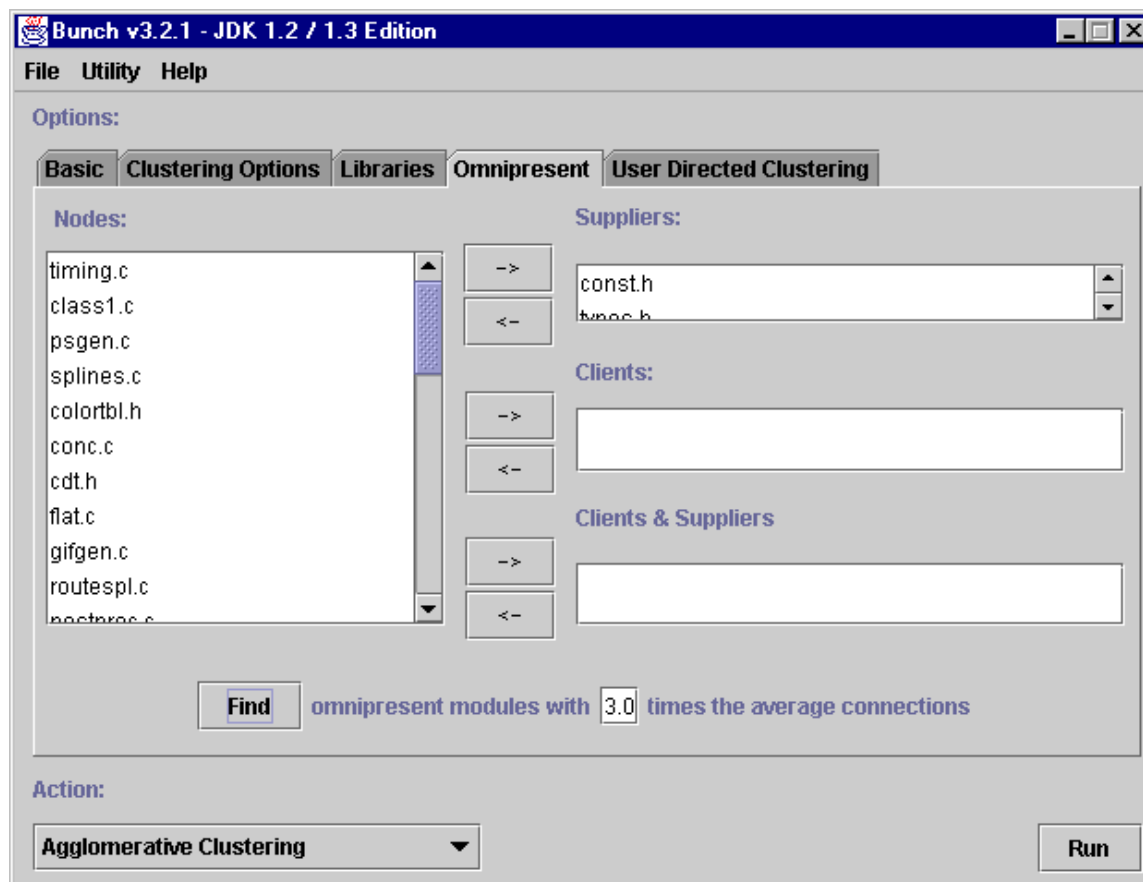 Bunch v3.2.1 - JDK 1.2 / 1.3 Edition
File Utility Help
Options:
Basic Clustering Options Libraries Omnipresent User Directed Clustering
Nodes:
timing.c
class1.c
psgen.c
splines.c
colortbl.h
conc.c
cdt.h
flat.c
gifgen.c
routespl.c
->
<-
->
<-
->
<-
Suppliers:
const.h
types.h
Clients:
Clients & Suppliers
Find omnipresent modules with 3.0 times the average connections
Action:
Agglomerative Clustering
Run